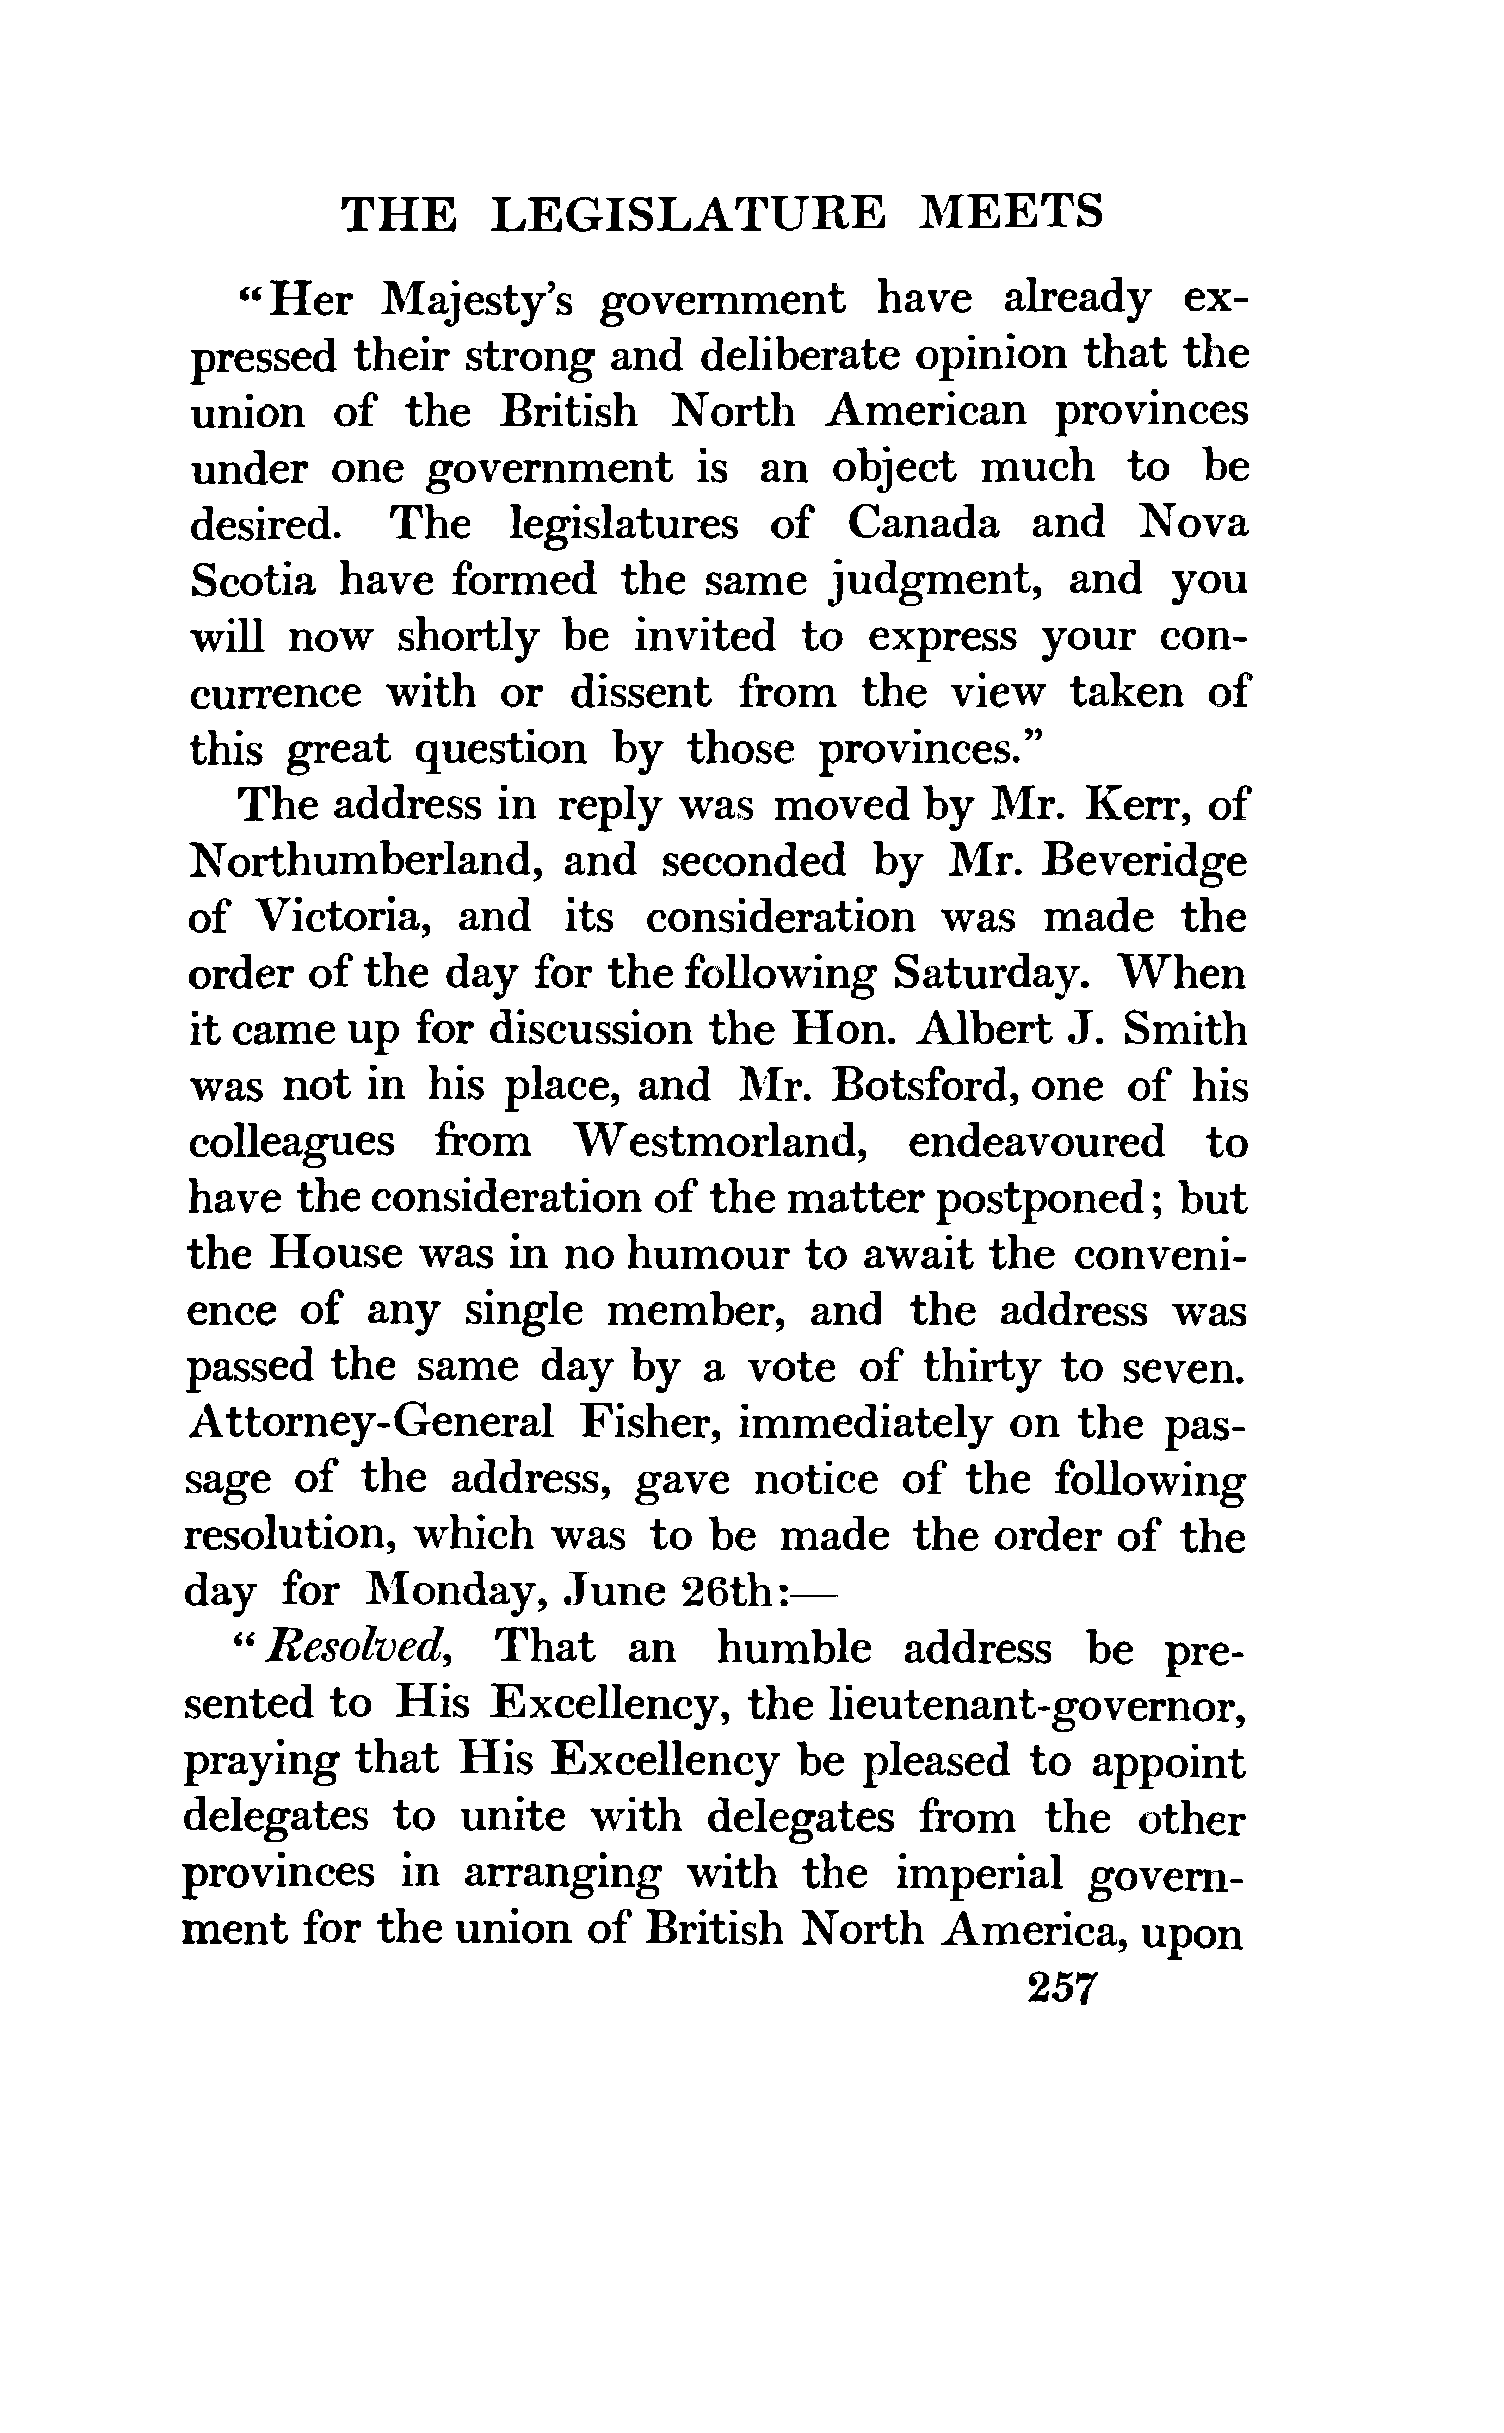 THE LEGISLATURE MEETS
“Her Majesty’s government have already ex-
pressed their strong and deliberate opinion that the
union of the British North American provinces
under one government is an object much to be
desired. The legislatures of Canada and Nova
Scotia have formed the same judgment, and you
will now shortly be invited to express your con-
currence with or dissent from the view taken of
this great question by those provinces.”
The address in reply was moved by Mr. Kerr, of
Northumberland, and seconded by Mr. Beveridge
of Victoria, and its consideration was made the
order of the day for the following Saturday. When
it came up for discussion the Hon. Albert J. Smith
was not in his place, and Mr. Botsford, one of his
colleagues from Westmorland, endeavoured to
have the consideration of the matter postponed; but
the House was in no humour to await the conveni-
ence of any single member, and the address was
passed the same day by a vote of thirty to seven.
Attorney-General Fisher, immediately on the pas-
sage of the address, gave notice of the following
resolution, which was to be made the order of the
day for Monday, June 26th:—
“Resolved, That an humble address be pre-
sented to His Excellency, the lieutenant-governor,
praying that His Excellency be pleased to appoint
delegates to unite with delegates from the other
provinces in arranging with the imperial govern-
ment for the union of British North America, upon
257